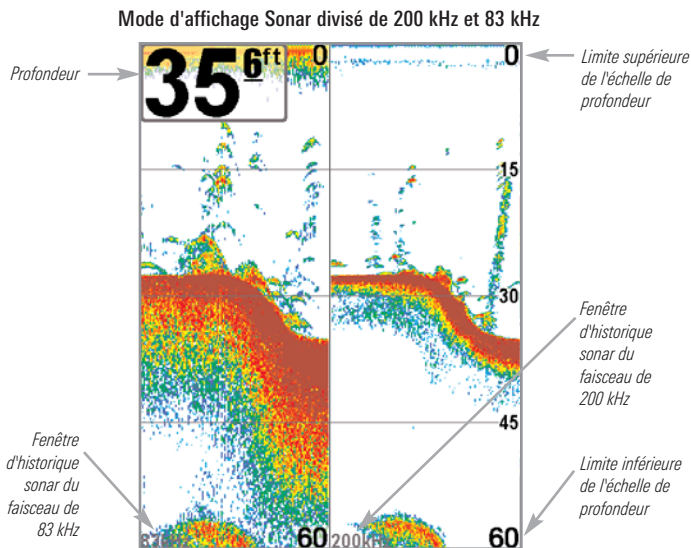 Mode d'affichage Sonar divisé de 200 kHz et 83 kHz
Profondeur
35 6 ft
0
0
Limite supérieure
de l'échelle de
profondeur
15
30
Fenêtre
d'historique
sonar du
faisceau de
200 kHz
45
Fenêtre
d'historique
sonar du
faisceau de
83 kHz
Limite inférieure
de l'échelle de
profondeur
83kHz
60
200kHz
60